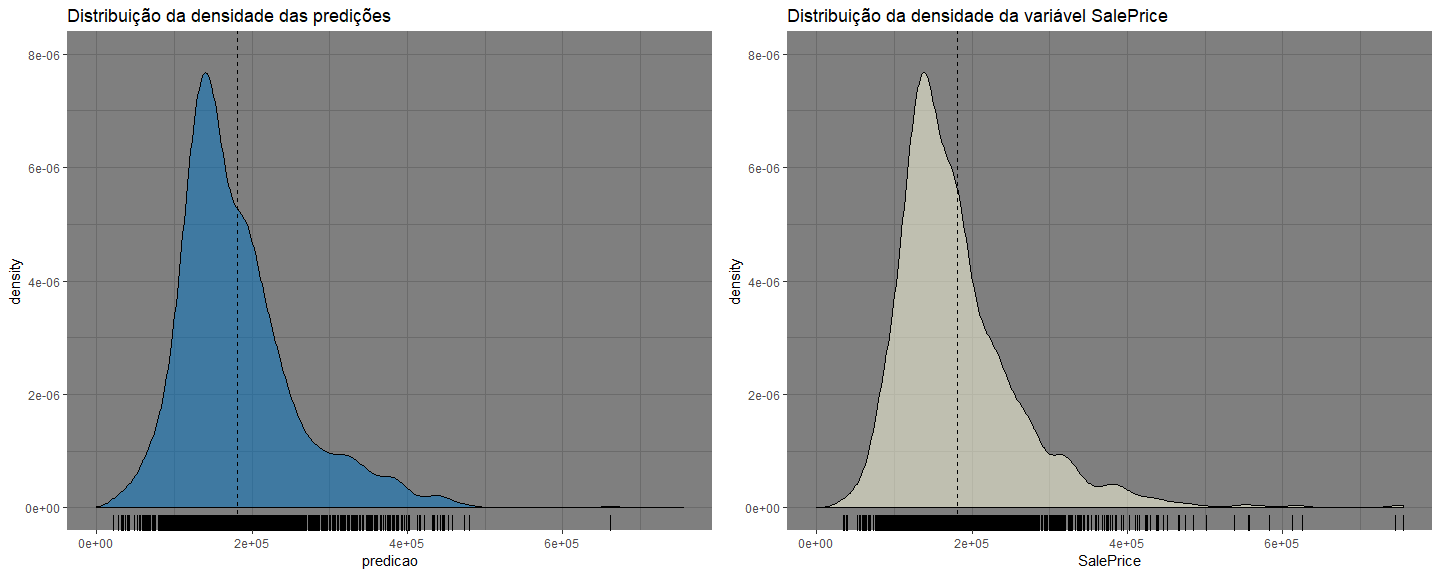 Distribuição da densidade das predições
8e-06
6e-06
4e-06
2e-06
0e+00
density
0e+00 2e+05 4e+05 6e+05
predicao
Distribuição da densidade da variável SalePrice
8e-06
6e-06
4e-06
2e-06
0e+00
density
0e+00 2e+05 4e+05 6e+05
SalePrice